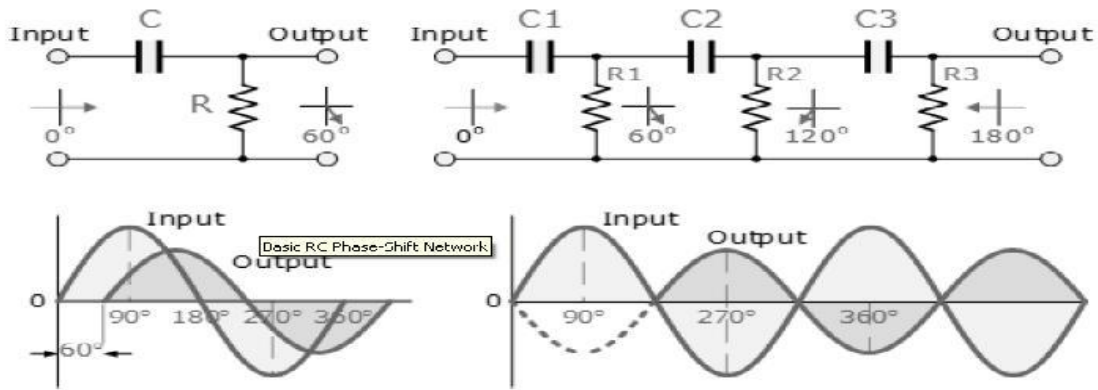 C
Input
Output
R
0°
60°
C1
C2
C3
Input
Output
R1
R2
R3
0°
60°
120°
180°
Input
Basic RC Phase-Shift Network
Output
0
90° 180° 270° 360°
60°
Input
Output
0
90° 270° 360°